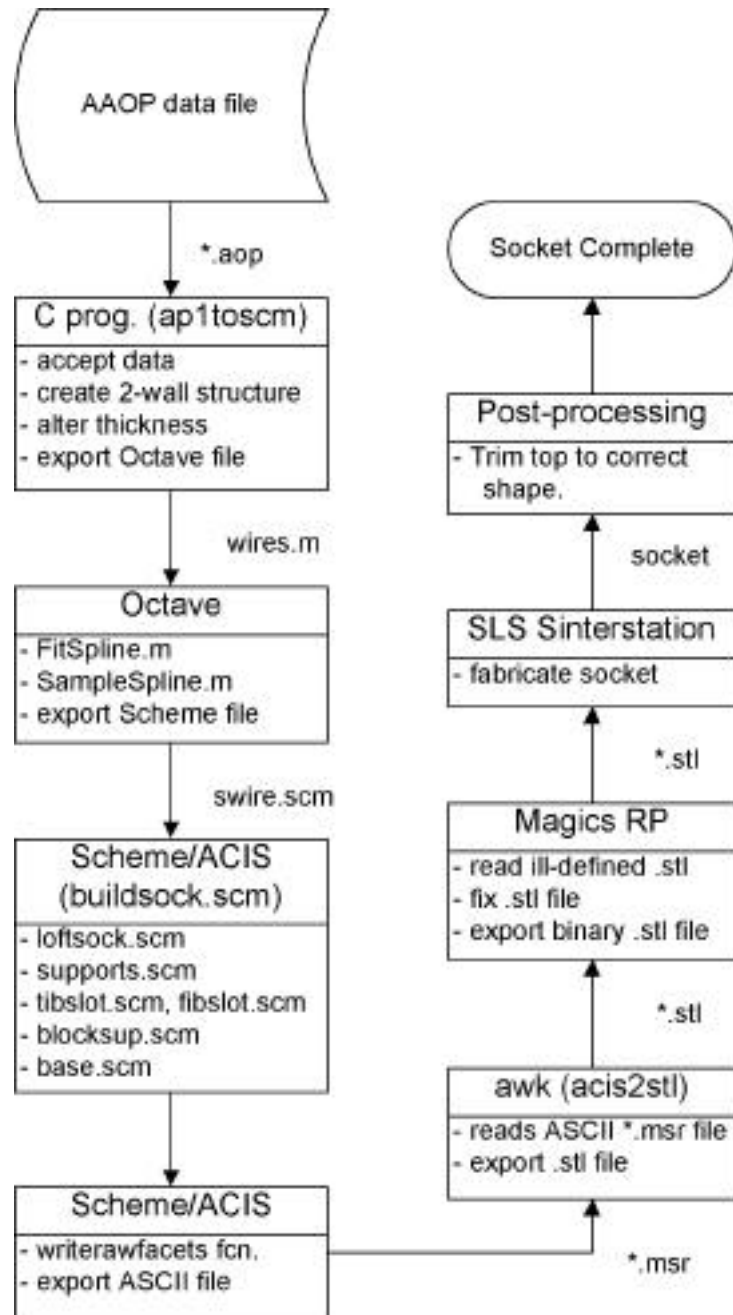 AAOP data file
*.aop
C prog. (ap1toscm)
- accept data
- create 2-wall structure
- alter thickness
- export Octave file
wires.m
Octave
- FitSpline.m
- SampleSpline.m
- export Scheme file
swire.scm
Scheme/ACIS
(buildsock.scm)
- loftsock.scm
- supports.scm
- tibslot.scm, fibslot.scm
- blocksup.scm
- base.scm
Scheme/ACIS
- writerawfacets fcn.
- export ASCII file
*.msr
awk (acis2stl)
- reads ASCII *.msr file
- export .stl file
*.stl
Magics RP
- read ill-defined .stl
- fix .stl file
- export binary .stl file
*.stl
SLS Sinterstation
- fabricate socket
socket
Post-processing
- Trim top to correct
shape.
Socket Complete